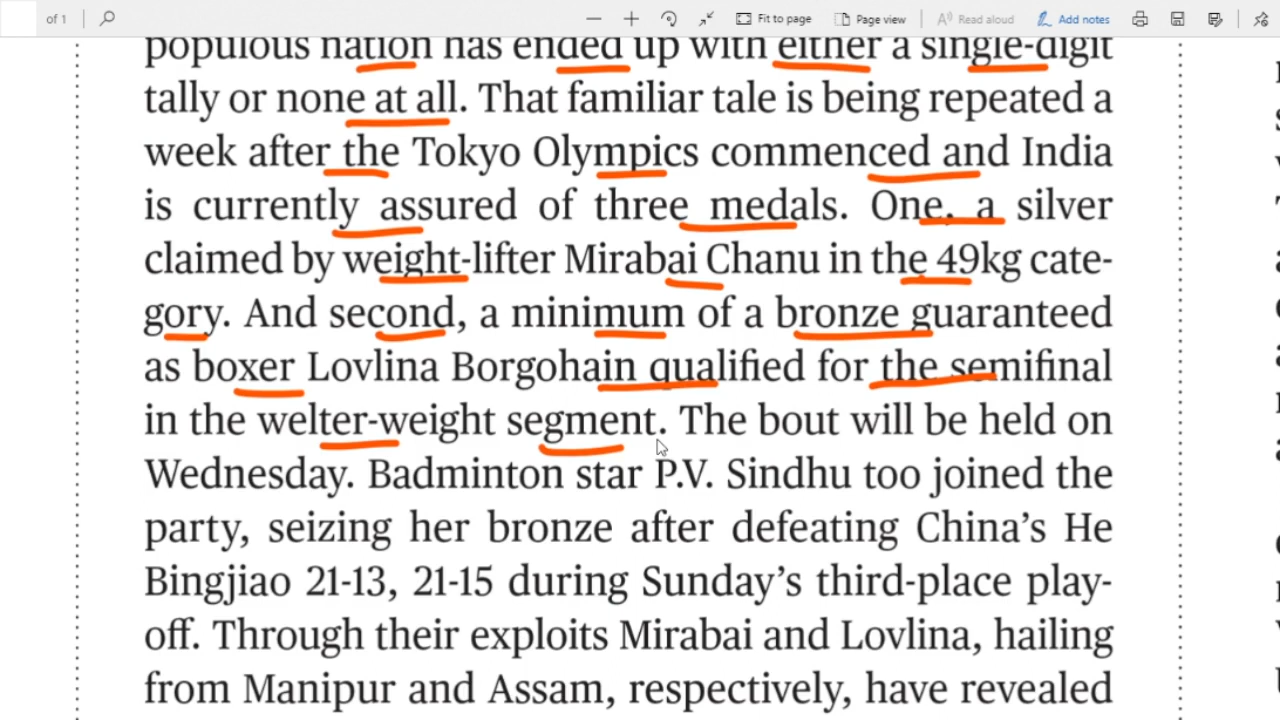 of 1
Fit to page
Page view
Read aloud
Add notes
populous nation has ended up with either a single-digit
tally or none at all. That familiar tale is being repeated a
week after the Tokyo Olympics commenced and India
is currently assured of three medals. One, a silver
claimed by weight-lifter Mirabai Chanu in the 49kg cate-
gory. And second, a minimum of a bronze guaranteed
as boxer Lovlina Borgohain qualified for the semifinal
in the welter-weight segment. The bout will be held on
Wednesday. Badminton star P.V. Sindhu too joined the
party, seizing her bronze after defeating China’s He
Bingjiao 21-13, 21-15 during Sunday’s third-place play-
off. Through their exploits Mirabai and Lovlina, hailing
from Manipur and Assam, respectively, have revealed